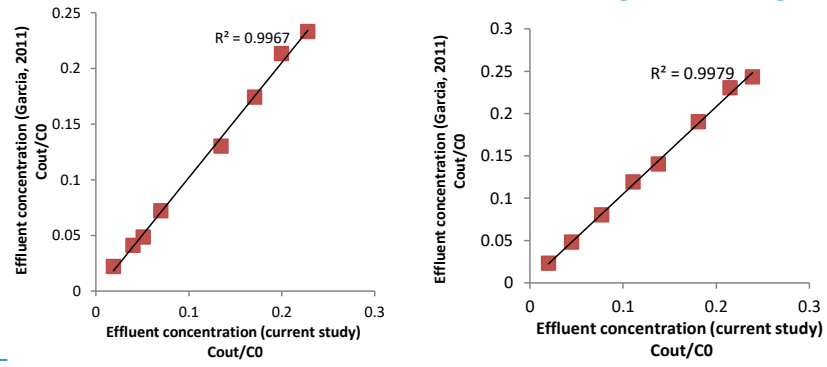 0.25
0.2
0.15
0.1
0.05
0
R² = 0.9967
0 0.1 0.2 0.3
Effluent concentration (Garcia, 2011)
Cout/C0
Effluent concentration (current study)
Cout/C0
0.3
0.25
0.2
0.15
0.1
0.05
0
R² = 0.9979
0 0.1 0.2 0.3
Effluent concentration (Garcia, 2011)
Cout/C0
Effluent concentration (current study)
Cout/C0